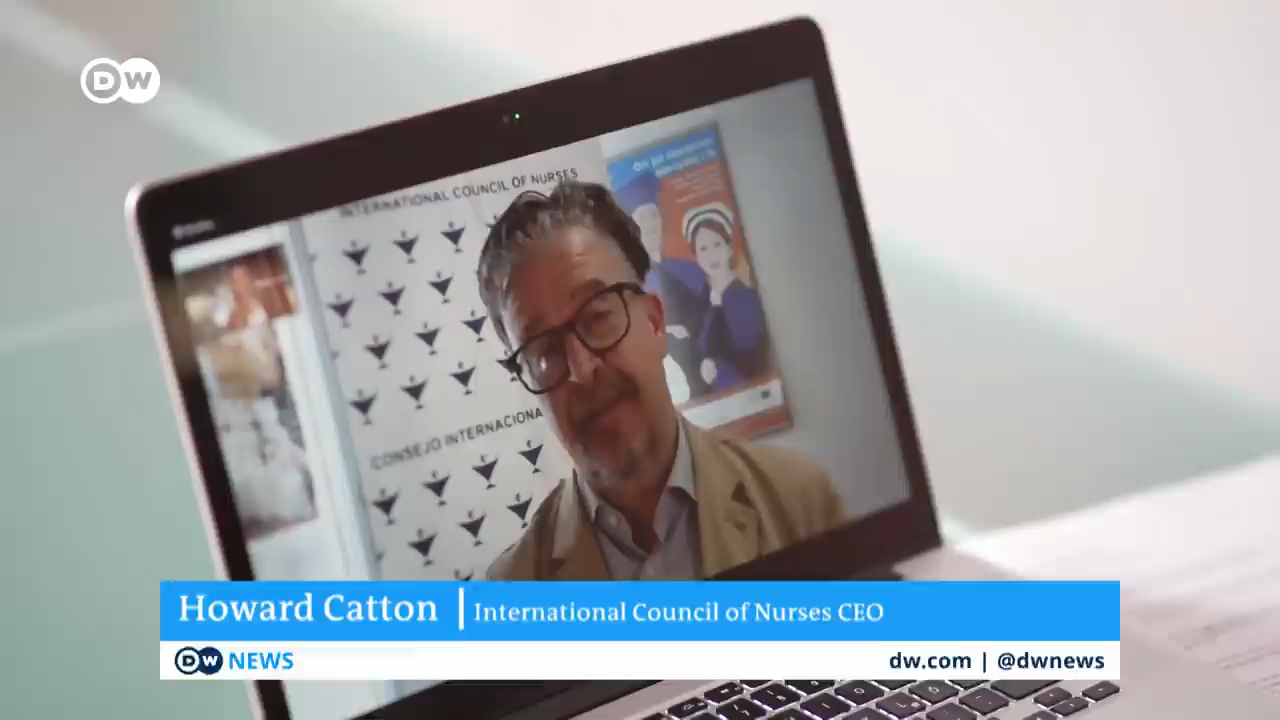 DW
INTERNATIONAL COUNCIL OF NURSES
CONSEJO INTERNACIONA
Howard Catton | International Council of Nurses CEO
DW NEWS
dw.com | @dwnews